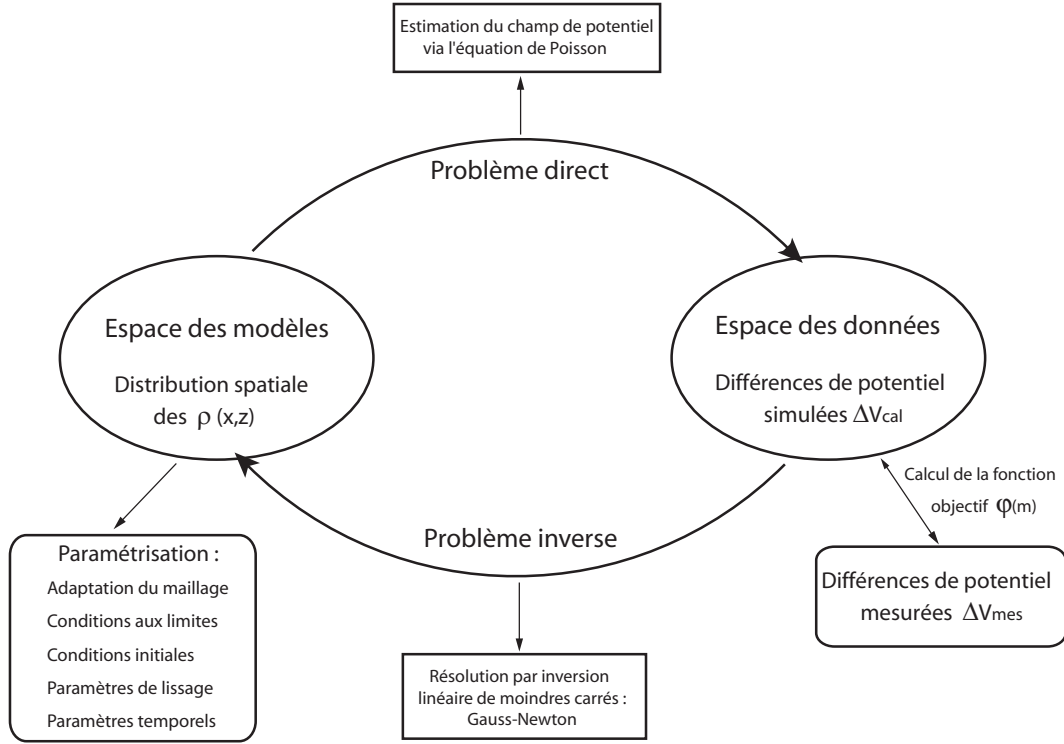 Estimation du champ de potentiel
via l'équation de Poisson
Problème direct
Espace des modèles
Distribution spatiale
des ρ (x,z)
Espace des données
Différences de potentiel
simulées ΔVcal
Calcul de la fonction
objectif φ(m)
Problème inverse
Paramétrisation :
Adaptation du maillage
Conditions aux limites
Conditions initiales
Paramètres de lissage
Paramètres temporels
Différences de potentiel
mesurées ΔVmes
Résolution par inversion
linéaire de moindres carrés :
Gauss-Newton